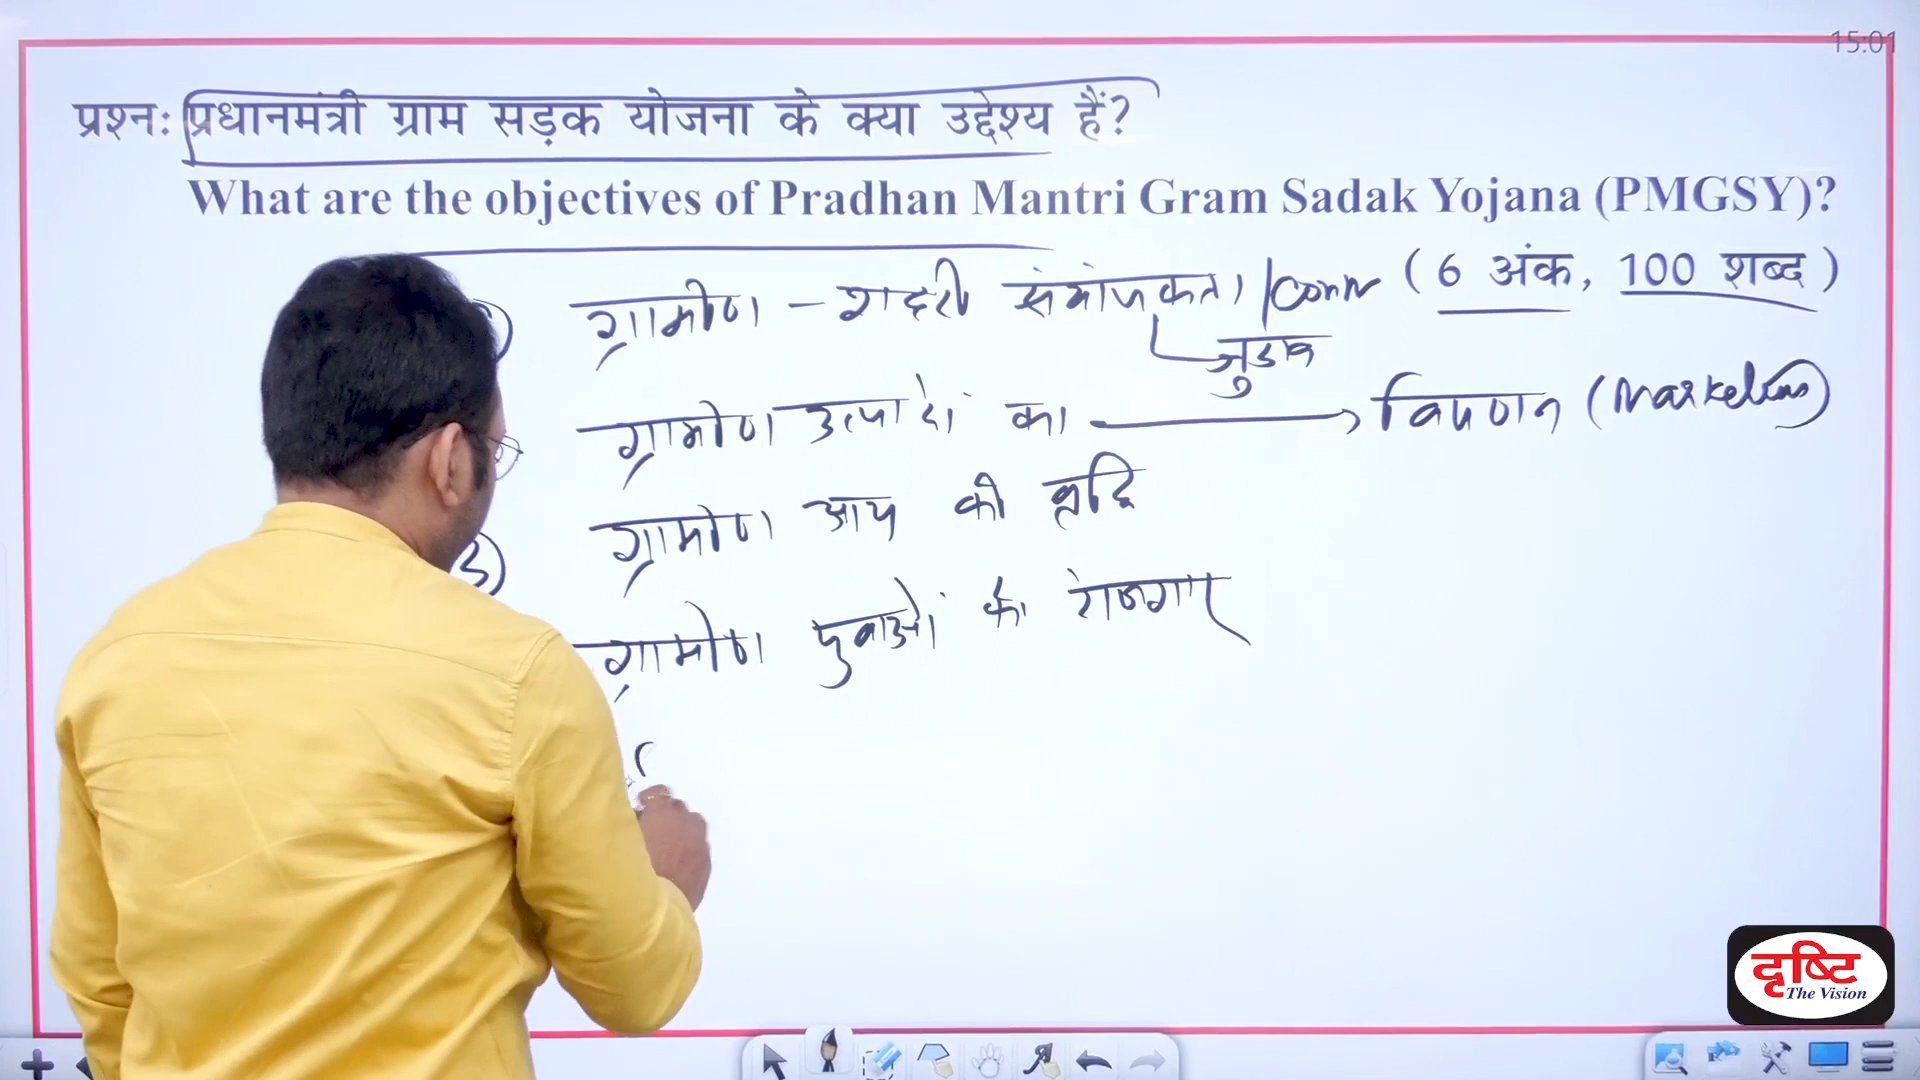 15:01
प्रश्न: प्रधानमंत्री ग्राम सड़क योजना के क्या उद्देश्य हैं?
What are the objectives of Pradhan Mantri Gram Sadak Yojana (PMGSY)?
(6 अंक, 100 शब्द)
ग्रामीण - शहरी संयोजकता / Conn
जुडाव
ग्रामीण उत्पादों का → विपणन (Marketing)
ग्रामीण आय की वृद्धि
3)
ग्रामीण युवाओं को रोजगार
दृष्टि
The Vision